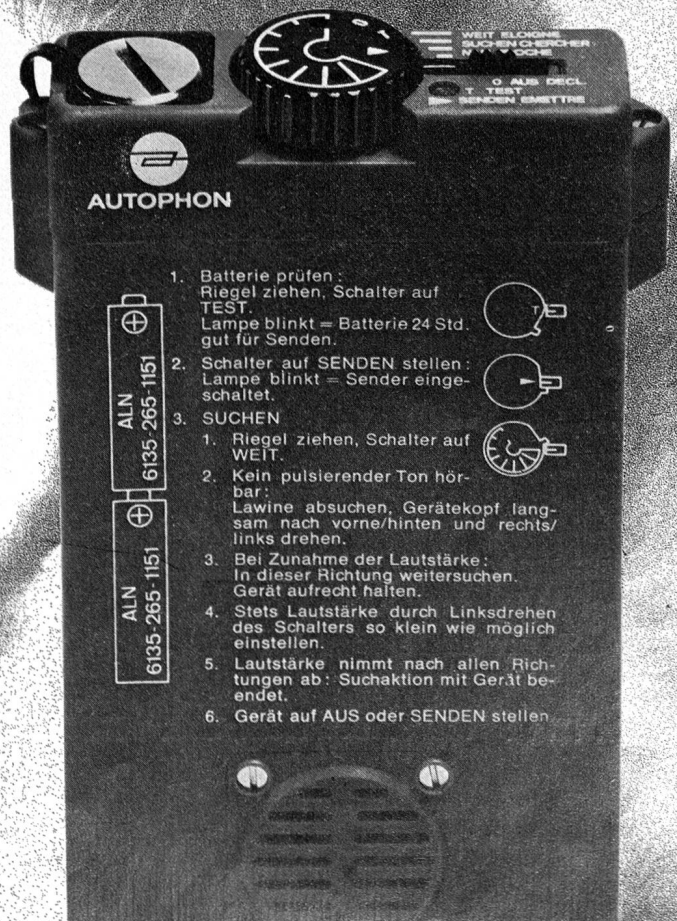 WEIT ELOIGNE
SUCHEN CHERCHER
O AUS DECL.
T TEST
SENDEN EMETTRE
AUTOPHON
1. Batterie prüfen :
Riegel ziehen, Schalter auf
TEST.
Lampe blinkt = Batterie 24 Std.
gut für Senden.
T
2. Schalter auf SENDEN stellen :
Lampe blinkt = Sender einge-
schaltet.
3. SUCHEN
1. Riegel ziehen, Schalter auf
WEIT.
2. Kein pulsierender Ton hör-
bar :
Lawine absuchen, Gerätekopf lang-
sam nach vorne/hinten und rechts/
links drehen.
3. Bei Zunahme der Lautstärke :
In dieser Richtung weitersuchen.
Gerät aufrecht halten.
4. Stets Lautstärke durch Linksdrehen
des Schalters so klein wie möglich
einstellen.
5. Lautstärke nimmt nach allen Rich-
tungen ab : Suchaktion mit Gerät be-
endet.
6. Gerät auf AUS oder SENDEN stellen
ALN
6135-265-1151
ALN
6135-265-1151